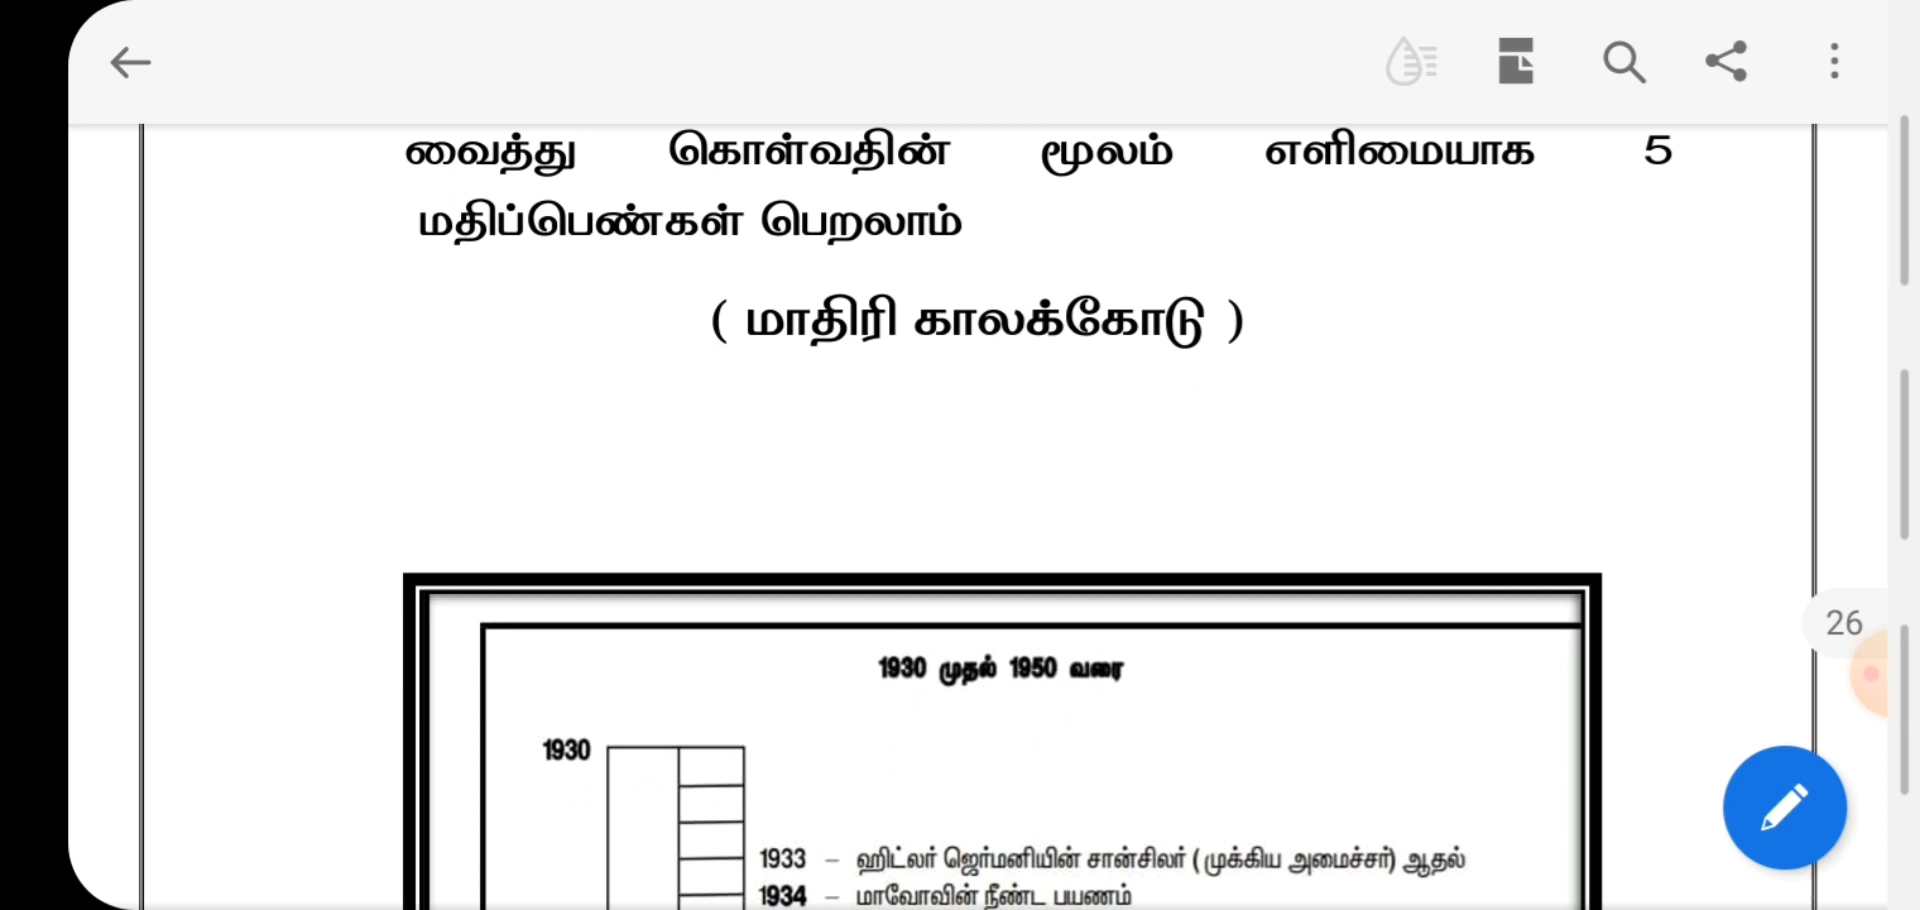 வைத்து கொள்வதின் மூலம் எளிமையாக 5
மதிப்பெண்கள் பெறலாம்
( மாதிரி காலக்கோடு )
1930 முதல் 1950 வரை
1930
1933 – ஹிட்லர் ஜெர்மனியின் சான்சிலர் ( முக்கிய அமைச்சர்) ஆதல்
1934 – மாவோவின் நீண்ட பயணம்
26